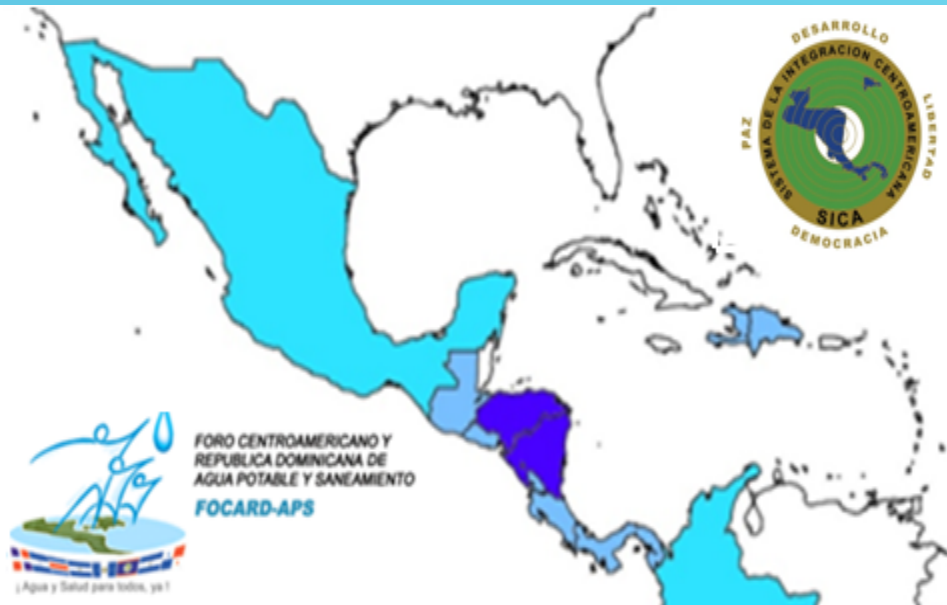 DESARROLLO
PAZ
SISTEMA DE LA INTEGRACION CENTROAMERICANA
LIBERTAD
SICA
DEMOCRACIA
FORO CENTROAMERICANO Y
REPUBLICA DOMINICANA DE
AGUA POTABLE Y SANEAMIENTO
FOCARD-APS
¡ Agua y Salud para todos, ya !